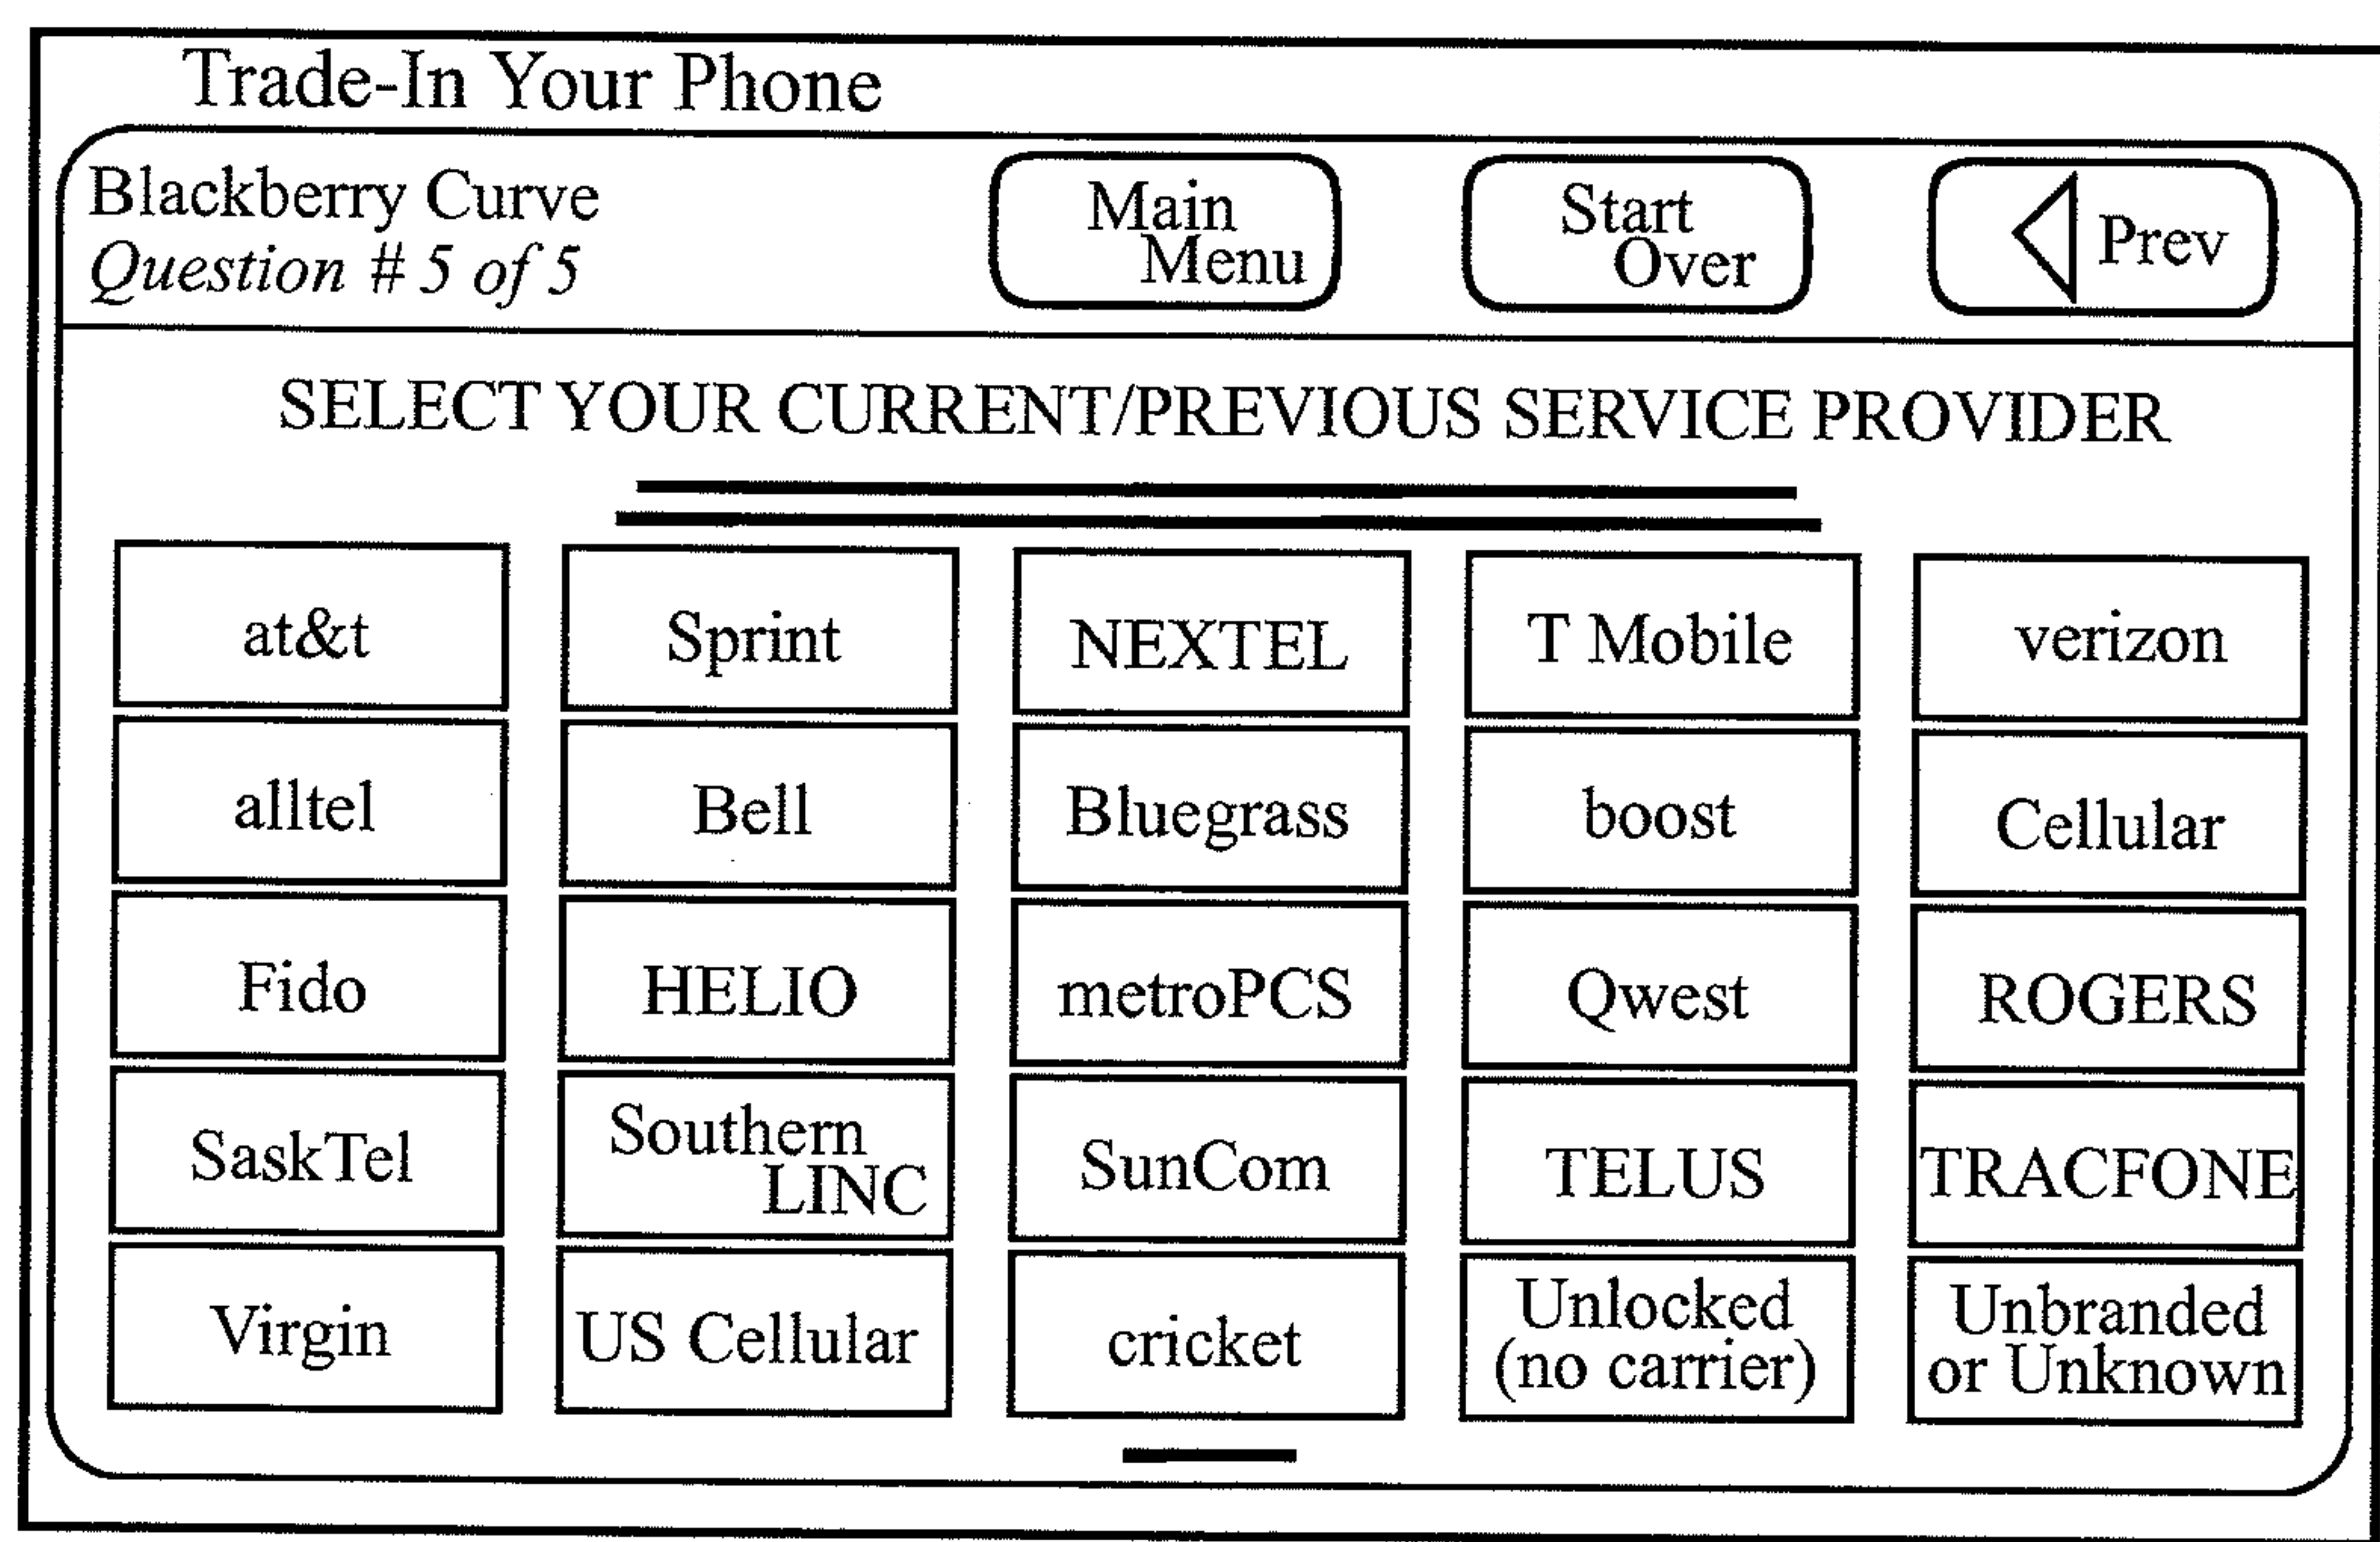 Trade-In Your Phone
Blackberry Curve
Question # 5 of 5
Main
Menu
Start
Over
Prev
SELECT YOUR CURRENT/PREVIOUS SERVICE PROVIDER
at&t
Sprint
NEXTEL
T Mobile
verizon
alltel
Bell
Bluegrass
boost
Cellular
Fido
HELIO
metroPCS
Qwest
ROGERS
SaskTel
Southern
LINC
SunCom
TELUS
TRACFONE
Virgin
US Cellular
cricket
Unlocked
(no carrier)
Unbranded
or Unknown